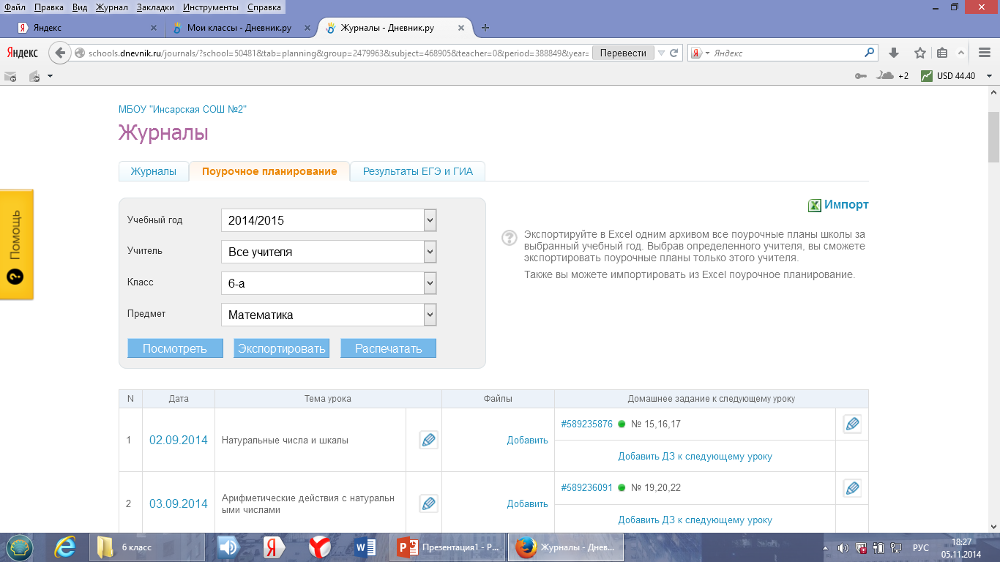 Файл Правка Вид Журнал Закладки Инструменты Справка
Яндекс
Мои классы - Дневник.ру
Журналы - Дневник.ру
Яндекс
schools.dnevnik.ru/journals/?school=50481&tab=planning&group=2479963&subject=468905&teacher=0&period=388849&year=
Перевести
Яндекс
+2
USD 44.40
МБОУ "Инсарская СОШ №2"
Журналы
Журналы
Поурочное планирование
Результаты ЕГЭ и ГИА
Помощь
Учебный год
2014/2015
Учитель
Все учителя
Класс
6-а
Предмет
Математика
Посмотреть
Экспортировать
Распечатать
Импорт
Экспортируйте в Excel одним архивом все поурочные планы школы за
выбранный учебный год. Выбрав определенного учителя, вы сможете
экспортировать поурочные планы только этого учителя.
Также вы можете импортировать из Excel поурочное планирование.
N Дата Тема урока Файлы Домашнее задание к следующему уроку
1 02.09.2014 Натуральные числа и шкалы Добавить #589235876 № 15,16,17
Добавить ДЗ к следующему уроку
2 03.09.2014 Арифметические действия с натуральн
ыми числами Добавить #589236091 № 19,20,22
Добавить ДЗ к следующему уроку
6 класс
Презентация1 - P...
Журналы - Днев...
РУС
18:27
05.11.2014